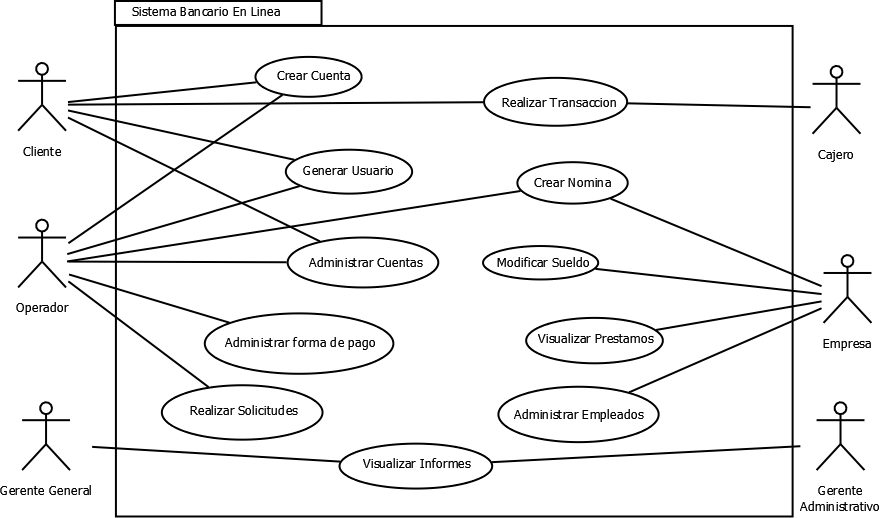 Sistema Bancario En Linea
Crear Cuenta
Realizar Transaccion
Cliente
Cajero
Generar Usuario
Crear Nomina
Operador
Administrar Cuentas
Modificar Sueldo
Empresa
Administrar forma de pago
Visualizar Prestamos
Realizar Solicitudes
Administrar Empleados
Gerente General
Visualizar Informes
Gerente
Administrativo